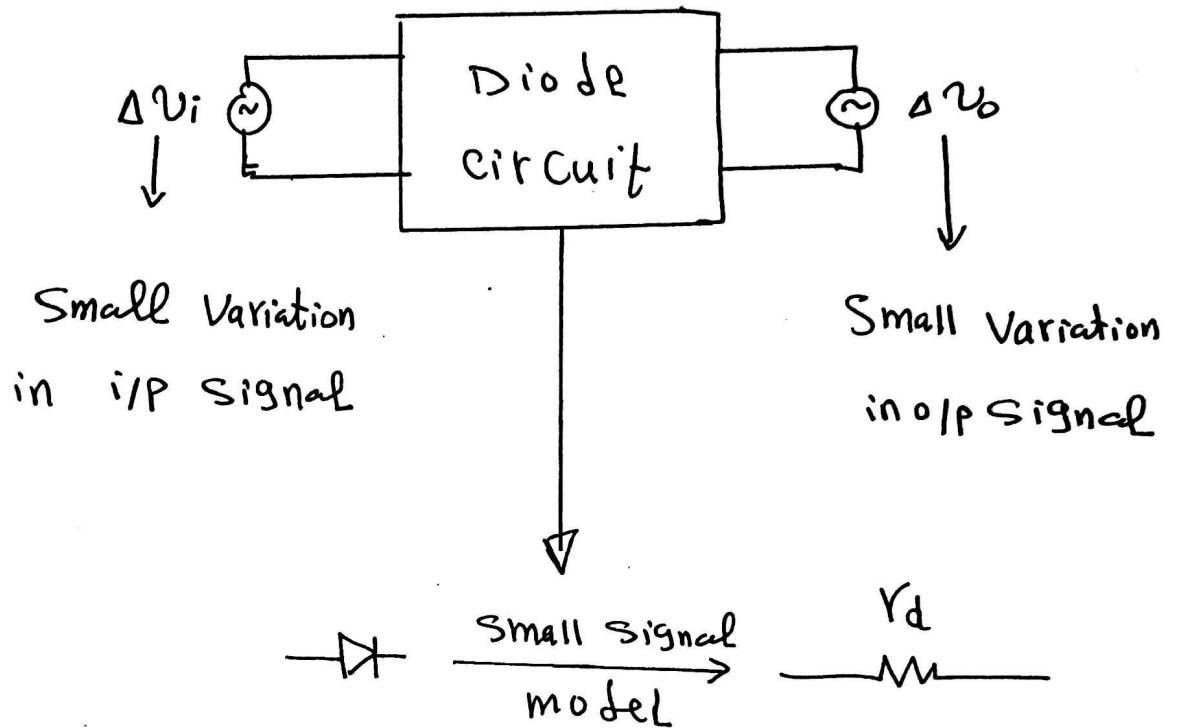 Diode
circuit
Δvi
Δvo
Small Variation
in i/p signal
Small Variation
in o/p signal
small signal
model
rd